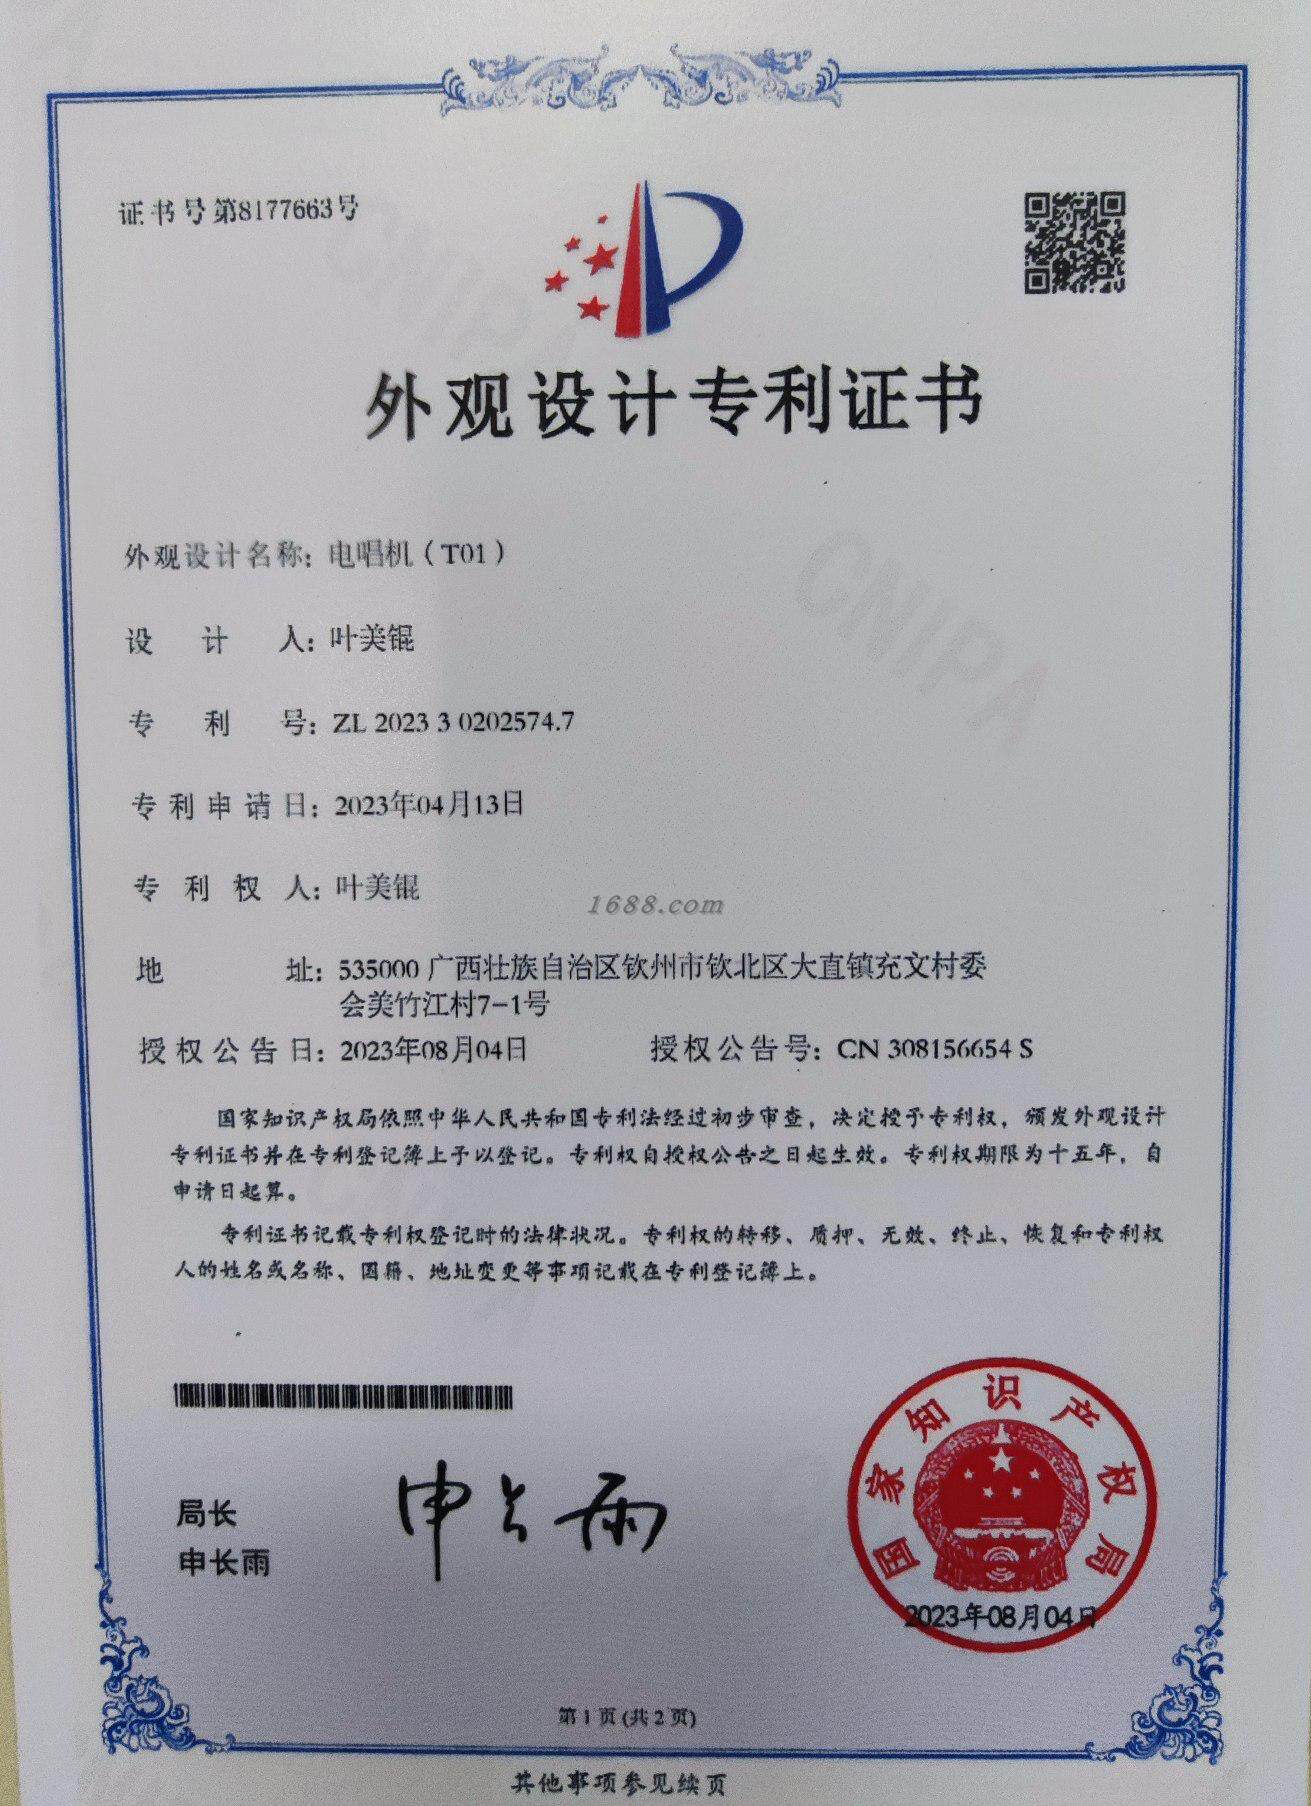 证书号第8177663号
外观设计专利证书
外观设计名称：电唱机（T01）
设计人：叶美锟
专利号：ZL 2023 3 0202574.7
专利申请日：2023年04月13日
专利权人：叶美锟
1688.com
地址：535000 广西壮族自治区钦州市钦北区大直镇充文村委
会美竹江村7-1号
授权公告日：2023年08月04日 授权公告号：CN 308156654 S
国家知识产权局依照中华人民共和国专利法经过初步审查，决定授予专利权，颁发外观设计
专利证书并在专利登记簿上予以登记。专利权自授权公告之日起生效。专利权期限为十五年，自
申请日起算。
专利证书记载专利权登记时的法律状况。专利权的转移、质押、无效、终止、恢复和专利权
人的姓名或名称、国籍、地址变更等事项记载在专利登记簿上。
局长
申长雨
申长雨
国家知识产权局
2023年08月04日
第1页(共2页)
其他事项参见续页
CNIPA